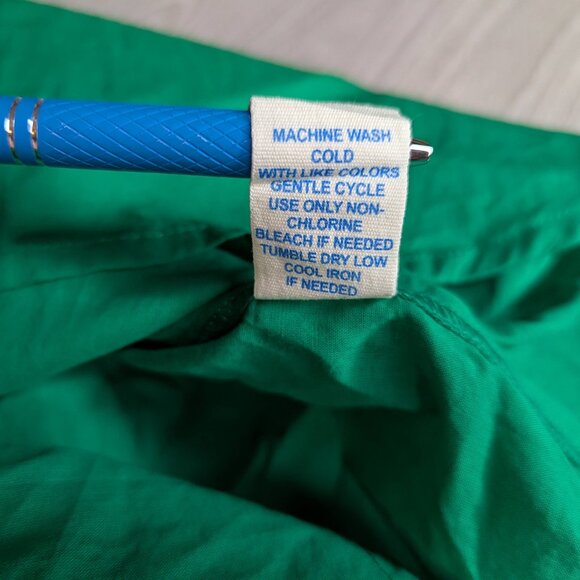 MACHINE WASH
COLD
WITH LIKE COLORS
GENTLE CYCLE
USE ONLY NON-
CHLORINE
BLEACH IF NEEDED
TUMBLE DRY LOW
COOL IRON
IF NEEDED